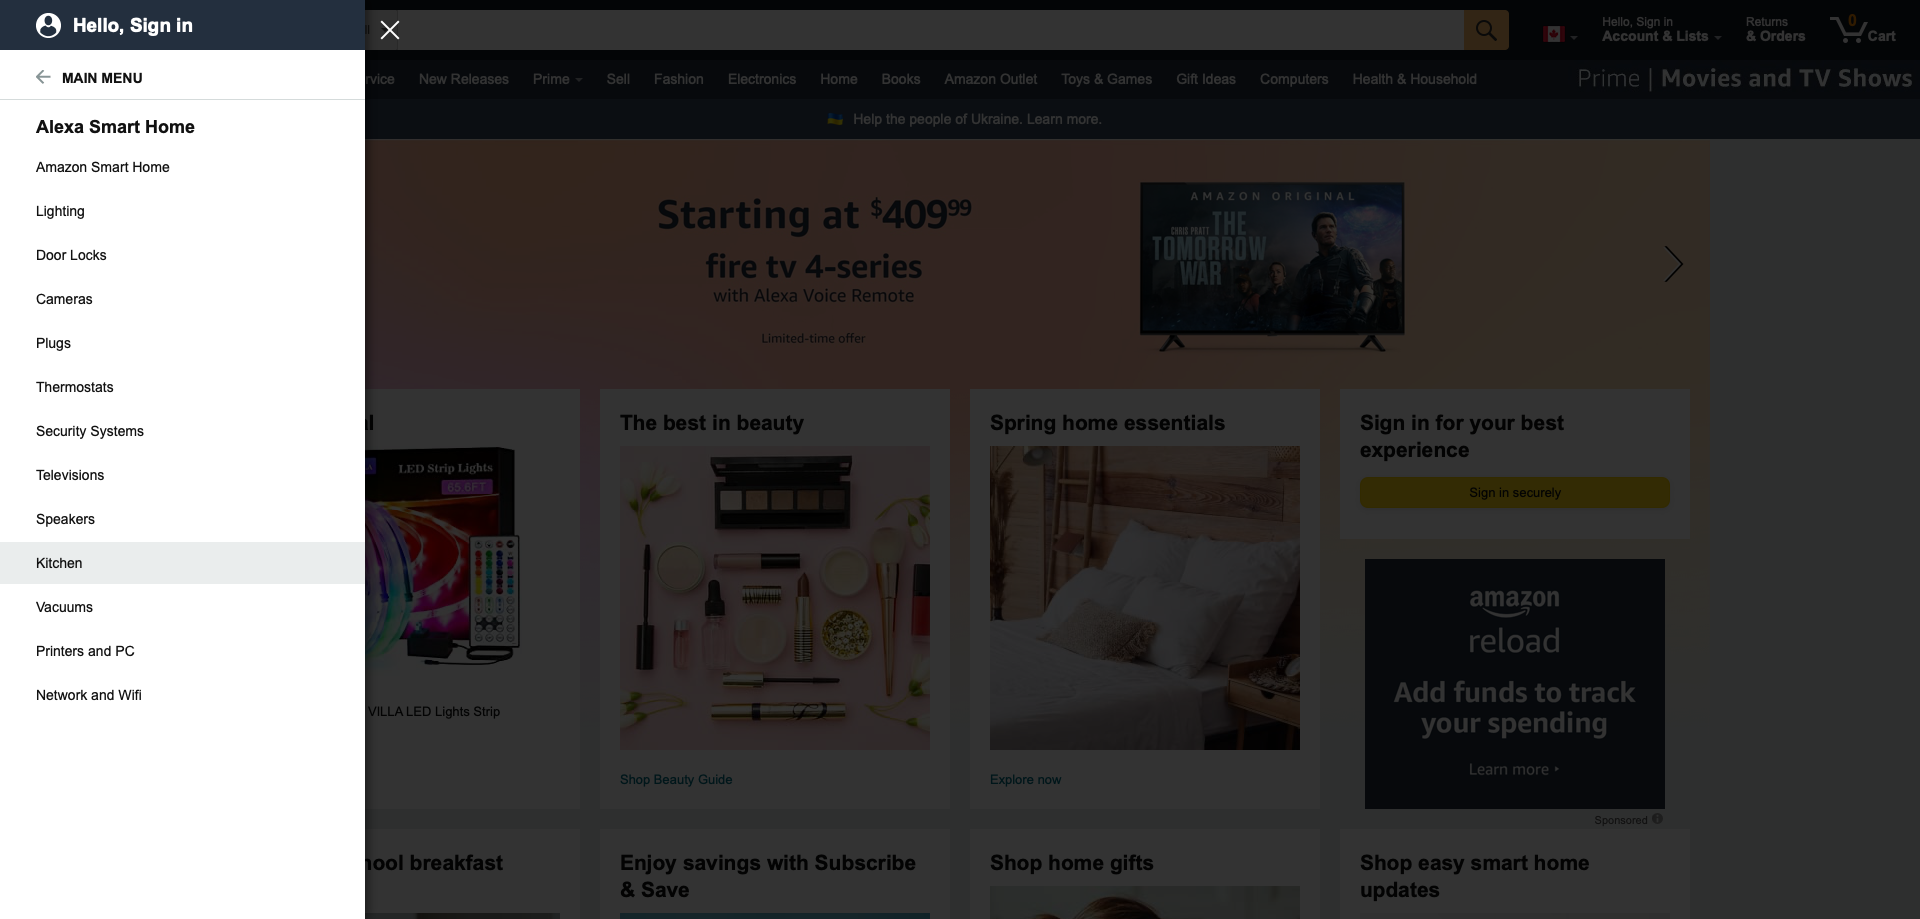 Hello, Sign in
MAIN MENU
Alexa Smart Home
Amazon Smart Home
Lighting
Door Locks
Cameras
Plugs
Thermostats
Security Systems
Televisions
Speakers
Kitchen
Vacuums
Printers and PC
Network and Wifi
Hello, Sign in
Account & Lists
Returns
& Orders
0
Cart
rvice New Releases Prime Sell Fashion Electronics Home Books Amazon Outlet Toys & Games Gift Ideas Computers Health & Household
Prime | Movies and TV Shows
Help the people of Ukraine. Learn more.
Starting at $409.99
fire tv 4-series
with Alexa Voice Remote
Limited-time offer
AMAZON ORIGINAL
CHRIS PRATT THE
TOMORROW
WAR
LED Strip Lights
65.6FT
VILLA LED Lights Strip
The best in beauty
Shop Beauty Guide
Spring home essentials
Explore now
Sign in for your best
experience
Sign in securely
amazon
reload
Add funds to track
your spending
Learn more
Sponsored
hool breakfast
Enjoy savings with Subscribe
& Save
Shop home gifts
Shop easy smart home
updates